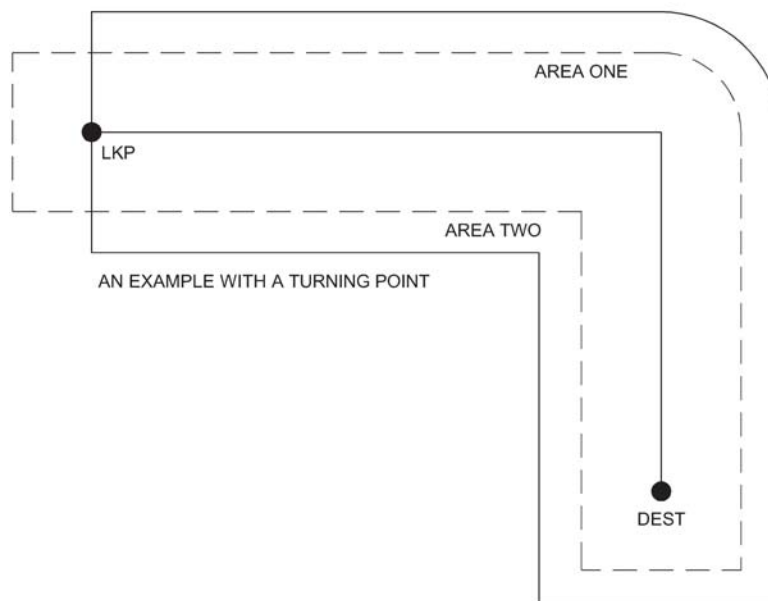 AREA ONE
LKP
AREA TWO
AN EXAMPLE WITH A TURNING POINT
DEST